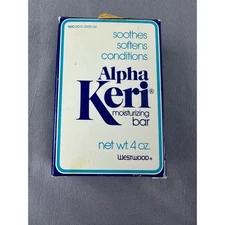 soothes
softens
conditions
Alpha
Keri®
moisturizing
bar
net wt 4 oz.
WESTWOOD®